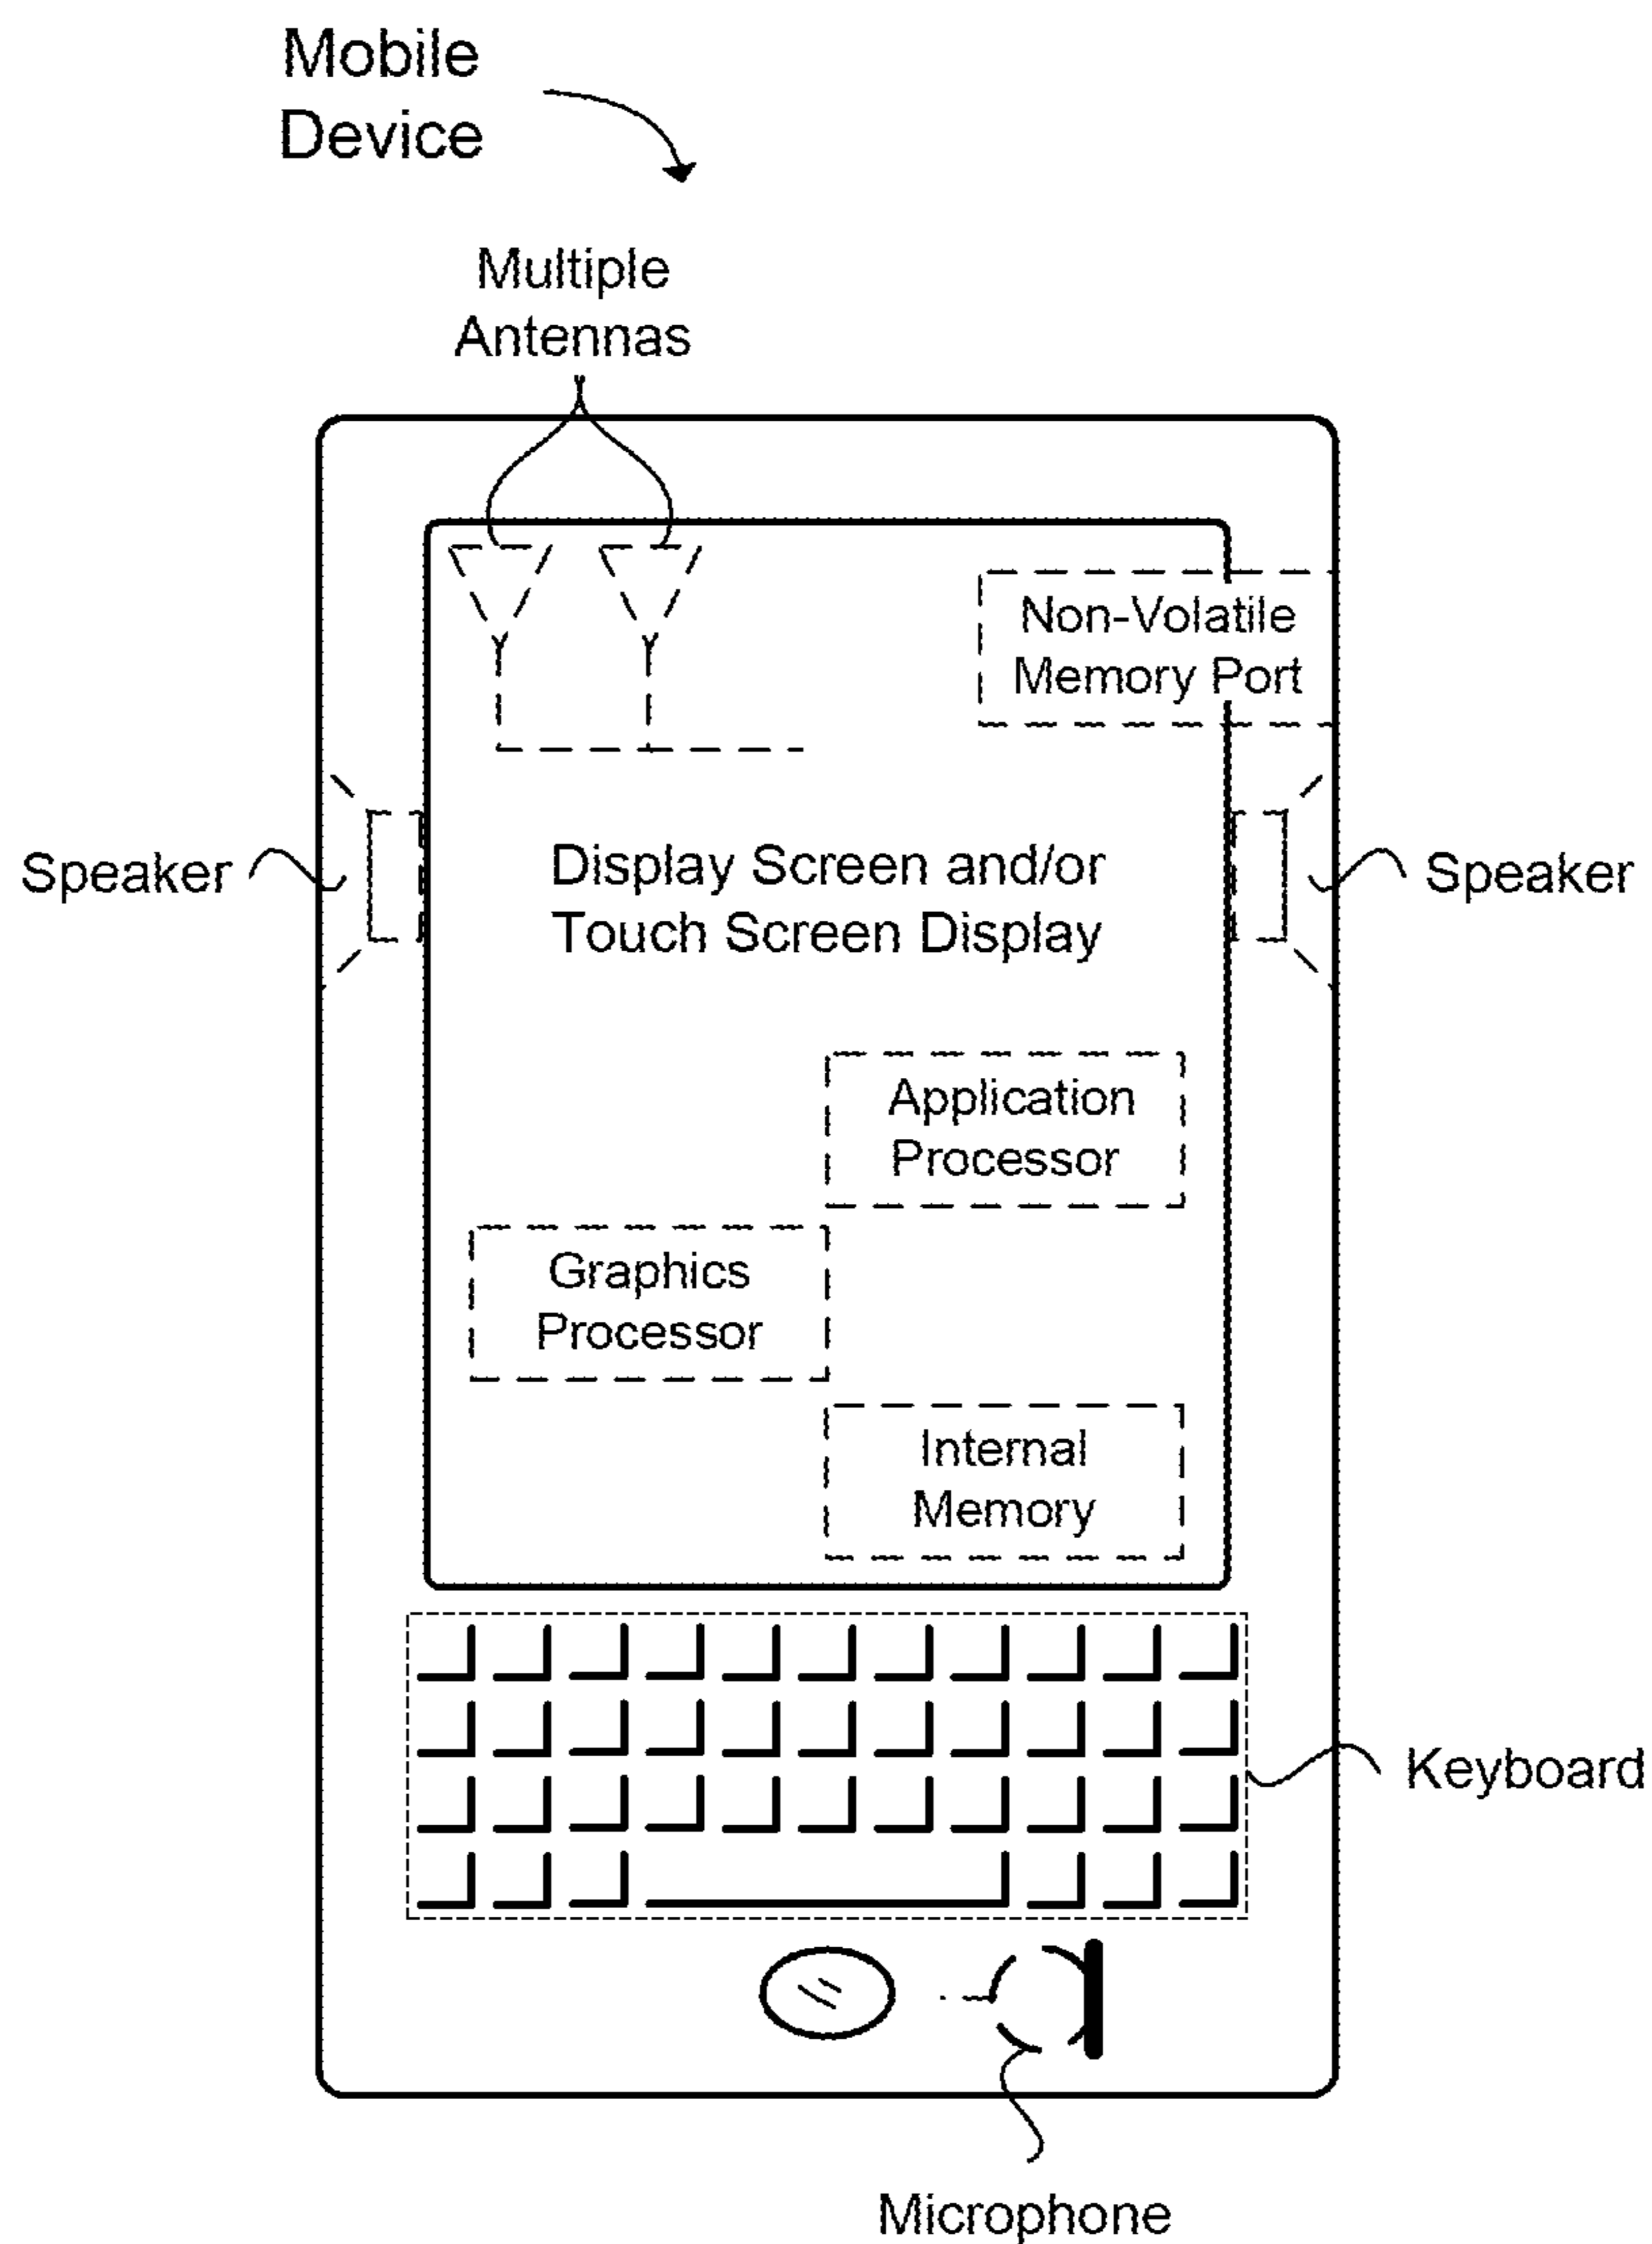 Mobile
Device
Multiple
Antennas
Non-Volatile
Memory Port
Speaker
Display Screen and/or
Touch Screen Display
Speaker
Application
Processor
Graphics
Processor
Internal
Memory
Keyboard
Microphone